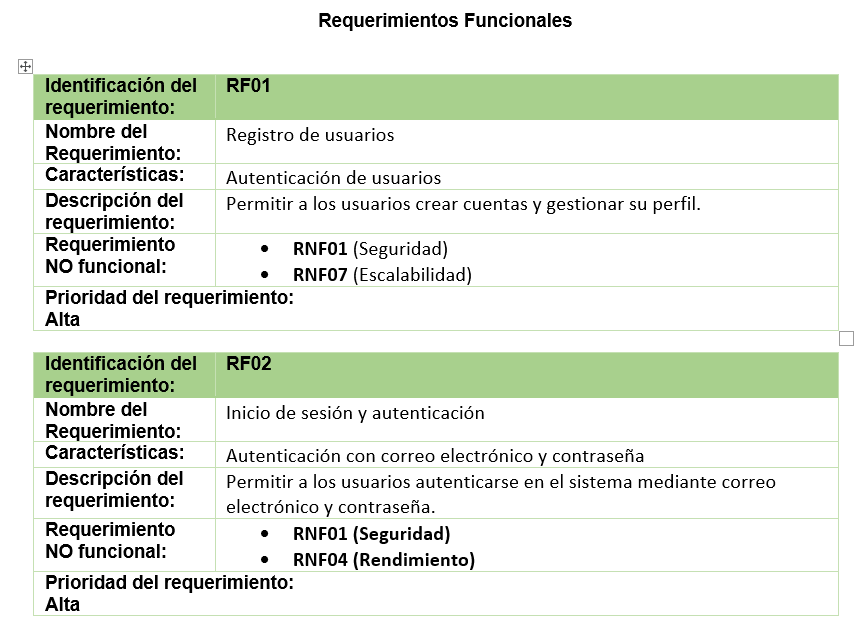 Requerimientos Funcionales
Identificación del RF01
requerimiento:
Nombre del
Requerimiento: Registro de usuarios
Características: Autenticación de usuarios
Descripción del Permitir a los usuarios crear cuentas y gestionar su perfil.
requerimiento:
Requerimiento • RNF01 (Seguridad)
NO funcional: • RNF07 (Escalabilidad)
Prioridad del requerimiento:
Alta
Identificación del RF02
requerimiento:
Nombre del
Requerimiento: Inicio de sesión y autenticación
Características: Autenticación con correo electrónico y contraseña
Descripción del Permitir a los usuarios autenticarse en el sistema mediante correo
requerimiento: electrónico y contraseña.
Requerimiento • RNF01 (Seguridad)
NO funcional: • RNF04 (Rendimiento)
Prioridad del requerimiento:
Alta